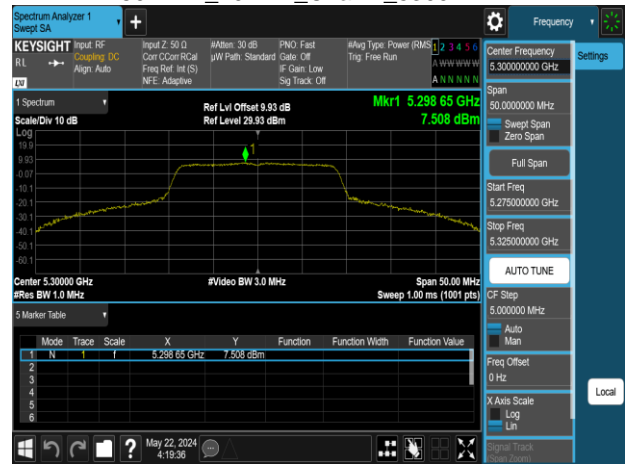 Spectrum Analyzer 1
Swept SA
Frequency
KEYSIGHT
RL
Input: RF
Coupling: DC
Align: Auto
Input Z: 50 Ω
Corr CCorr RCal
Freq Ref: Int (S)
NFE: Adaptive
#Atten: 30 dB
µW Path: Standard
PNO: Fast
Gate: Off
IF Gain: Low
Sig Track: Off
#Avg Type: Power (RMS
Trig: Free Run
1 2 3 4 5 6
A W W W W W
A N N N N N
LXI
1 Spectrum
Scale/Div 10 dB
Ref Lvl Offset 9.93 dB
Ref Level 29.93 dBm
Mkr1 5.298 65 GHz
7.508 dBm
Log
19.9
9.93
-0.07
-10.1
-20.1
-30.1
-40.1
-50.1
-60.1
1
Center 5.30000 GHz
#Res BW 1.0 MHz
#Video BW 3.0 MHz
Span 50.00 MHz
Sweep 1.00 ms (1001 pts)
5 Marker Table
Mode Trace Scale X Y Function Function Width Function Value
1 N 1 f 5.298 65 GHz 7.508 dBm
2
3
4
5
6
May 22, 2024
4:19:36
Center Frequency
5.300000000 GHz
Span
50.0000000 MHz
Swept Span
Zero Span
Full Span
Start Freq
5.275000000 GHz
Stop Freq
5.325000000 GHz
AUTO TUNE
CF Step
5.000000 MHz
Auto
Man
Freq Offset
0 Hz
X Axis Scale
Log
Lin
Signal Track
(Span Zoom)
Settings
Local